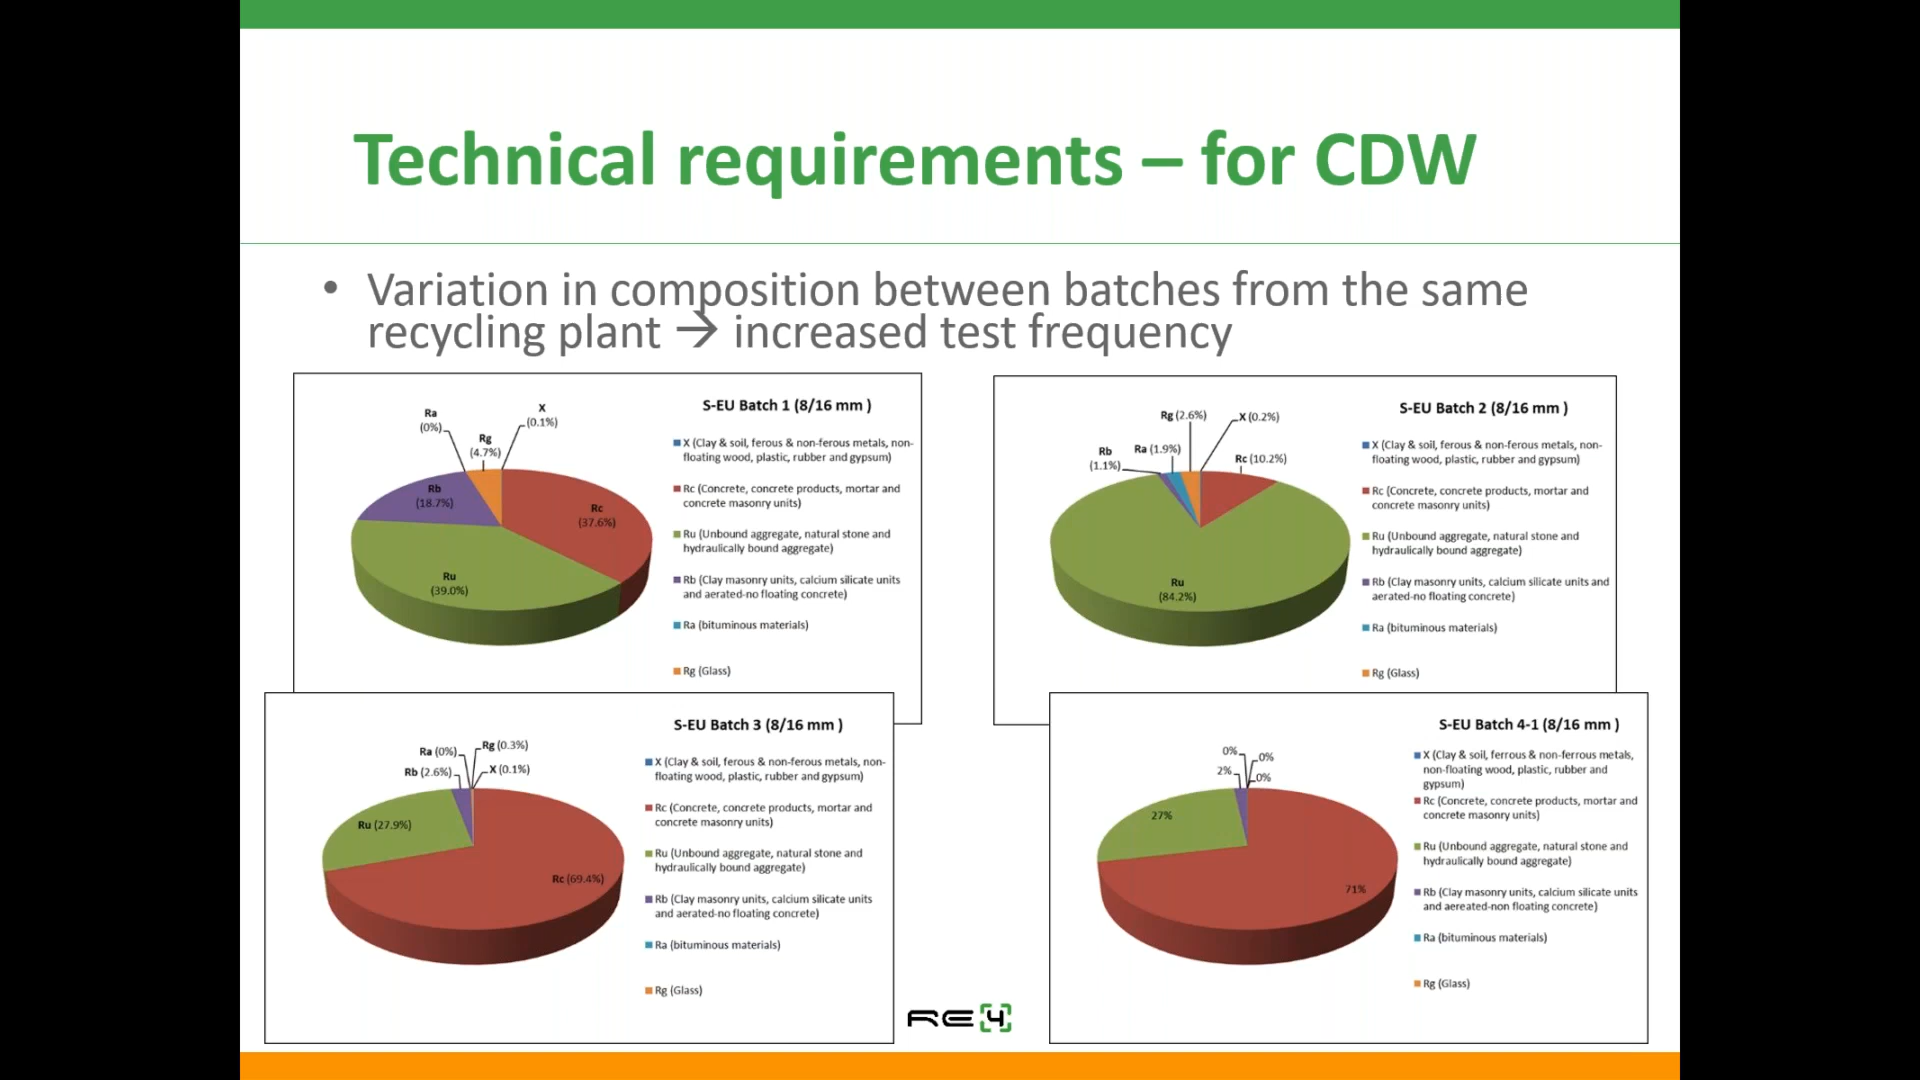 Technical requirements – for CDW
• Variation in composition between batches from the same
recycling plant → increased test frequency
S-EU Batch 1 (8/16 mm )
Ra
(0%)
X
(0.1%)
Rg
(4.7%)
Rb
(18.7%)
Rc
(37.6%)
Ru
(39.0%)
X (Clay & soil, ferous & non-ferous metals, non-
floating wood, plastic, rubber and gypsum)
Rc (Concrete, concrete products, mortar and
concrete masonry units)
Ru (Unbound aggregate, natural stone and
hydraulically bound aggregate)
Rb (Clay masonry units, calcium silicate units
and aerated-no floating concrete)
Ra (bituminous materials)
Rg (Glass)
S-EU Batch 2 (8/16 mm )
Rg (2.6%)
X (0.2%)
Rb
(1.1%)
Ra (1.9%)
Rc (10.2%)
Ru
(84.2%)
X (Clay & soil, ferous & non-ferous metals, non-
floating wood, plastic, rubber and gypsum)
Rc (Concrete, concrete products, mortar and
concrete masonry units)
Ru (Unbound aggregate, natural stone and
hydraulically bound aggregate)
Rb (Clay masonry units, calcium silicate units and
aerated-no floating concrete)
Ra (bituminous materials)
Rg (Glass)
S-EU Batch 3 (8/16 mm )
Ra (0%)
Rg (0.3%)
Rb (2.6%)
X (0.1%)
Ru (27.9%)
Rc (69.4%)
X (Clay & soil, ferous & non-ferous metals, non-
floating wood, plastic, rubber and gypsum)
Rc (Concrete, concrete products, mortar and
concrete masonry units)
Ru (Unbound aggregate, natural stone and
hydraulically bound aggregate)
Rb (Clay masonry units, calcium silicate units
and aerated-no floating concrete)
Ra (bituminous materials)
Rg (Glass)
S-EU Batch 4-1 (8/16 mm )
0%
0%
2%
0%
27%
71%
X (Clay & soil, ferrous & non-ferrous metals,
non-floating wood, plastic, rubber and
gypsum)
Rc (Concrete, concrete products, mortar and
concrete masonry units)
Ru (Unbound aggregate, natural stone and
hydraulically bound aggregate)
Rb (Clay masonry units, calcium silicate units
and aereated-non floating concrete)
Ra (bituminous materials)
Rg (Glass)
RE4